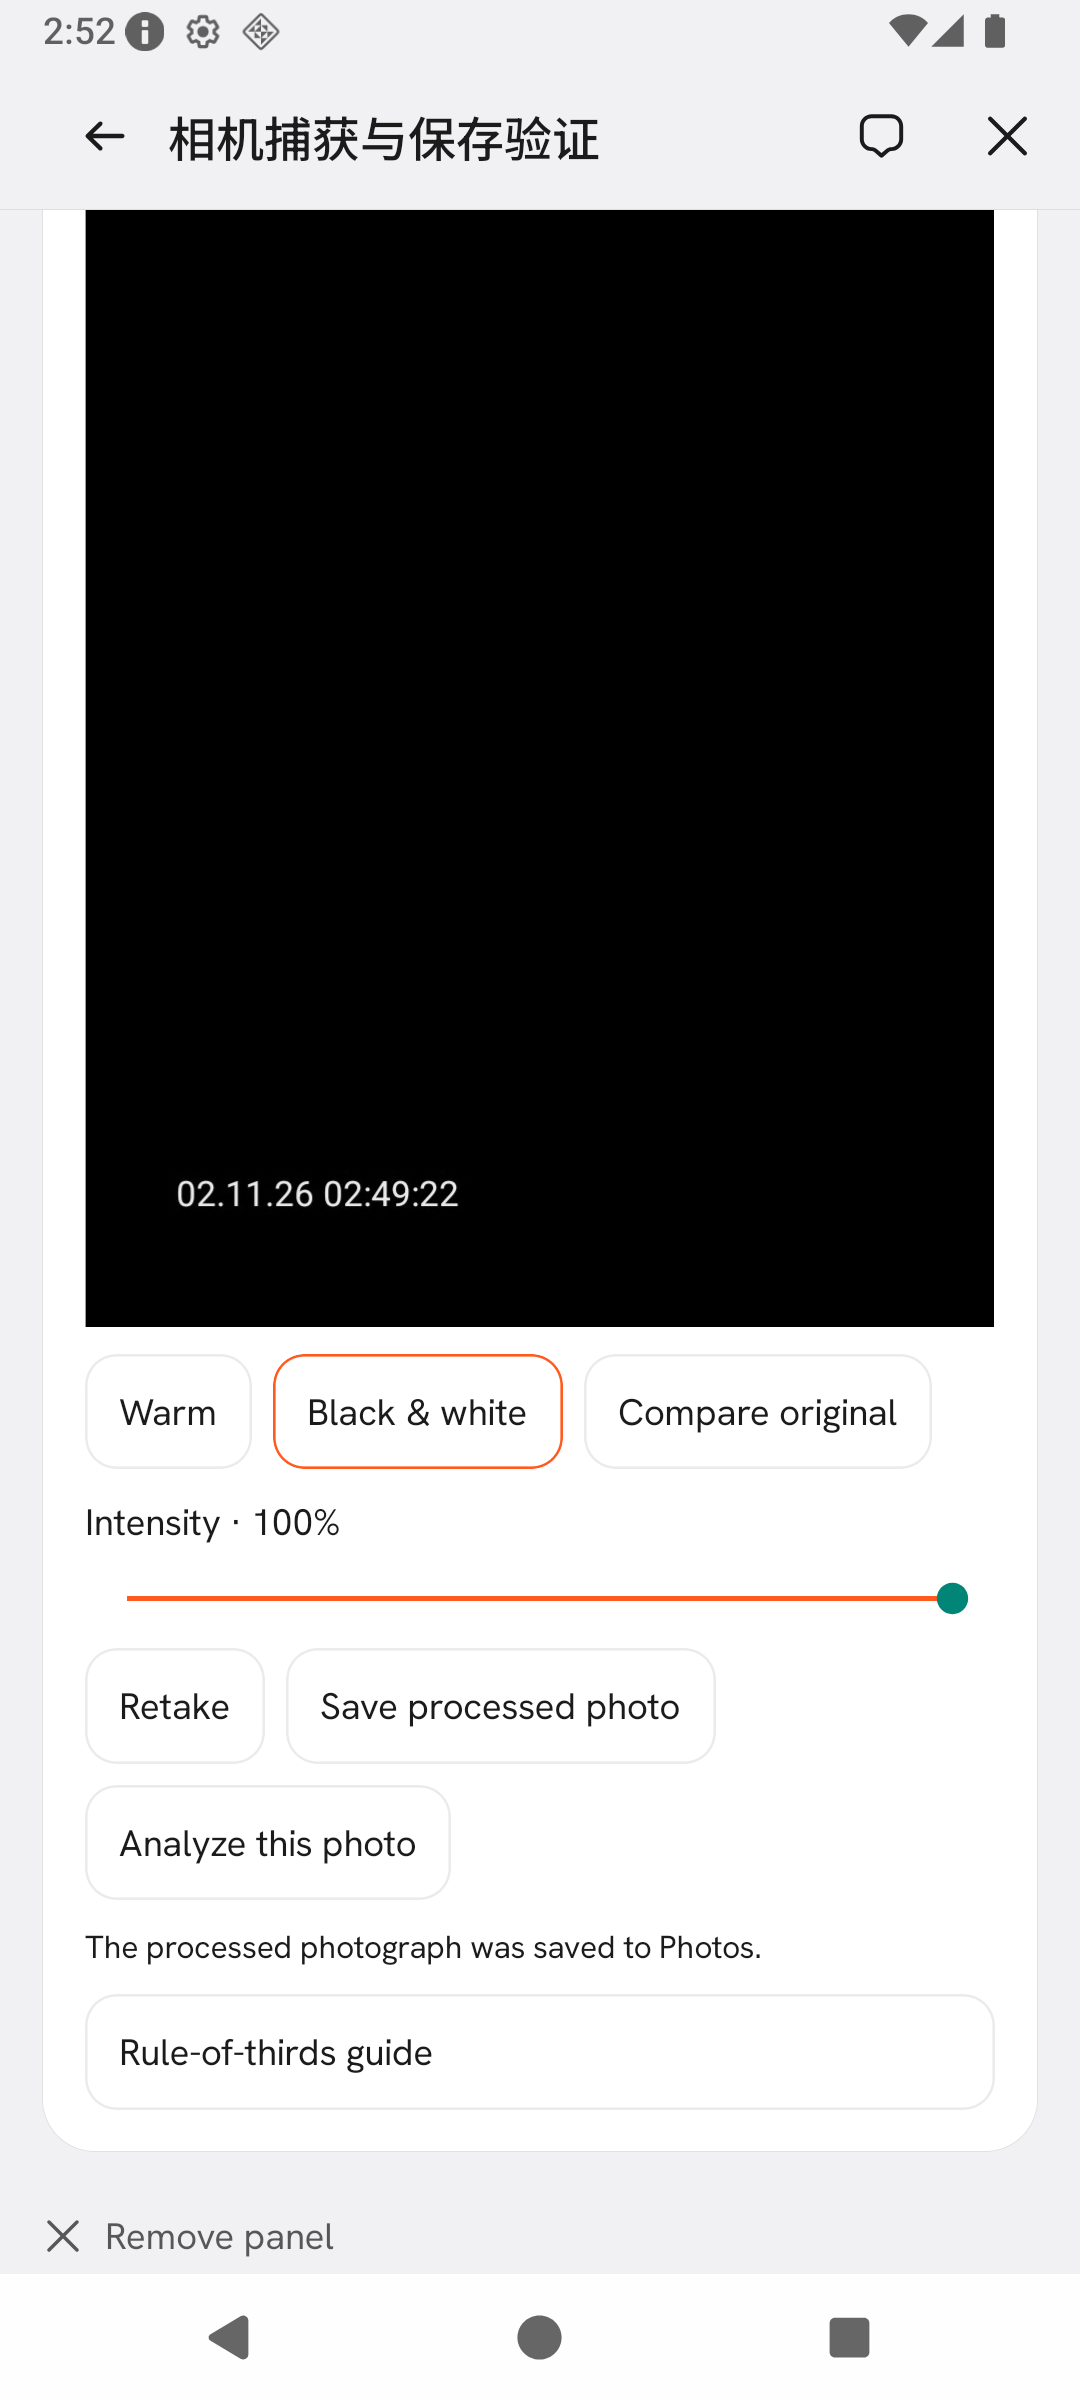 2:52
相机捕获与保存验证
02.11.26 02:49:22
Warm
Black & white
Compare original
Intensity · 100%
Retake
Save processed photo
Analyze this photo
The processed photograph was saved to Photos.
Rule-of-thirds guide
Remove panel